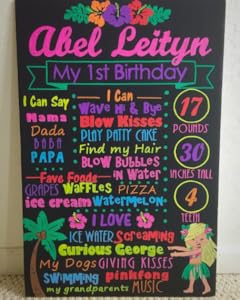 Abel Leityn
My 1st Birthday
I Can Say
Mama
Dada
BABA
PAPA
I Can
Wave Hi & Bye
Blow Kisses
PLAY PATTY CAKE
Find my Hair
Blow Bubbles
in Water
17
POUNDS
30
INCHES TALL
4
TEETH
Fave Foods
GRAPES WAFFLES PIZZA
ice cream Watermelon
I LOVE
ICE WATER Screaming
Curious George
My Dogs GIVING KISSES
SWIMMING pinkfong
my grandparents MUSIC